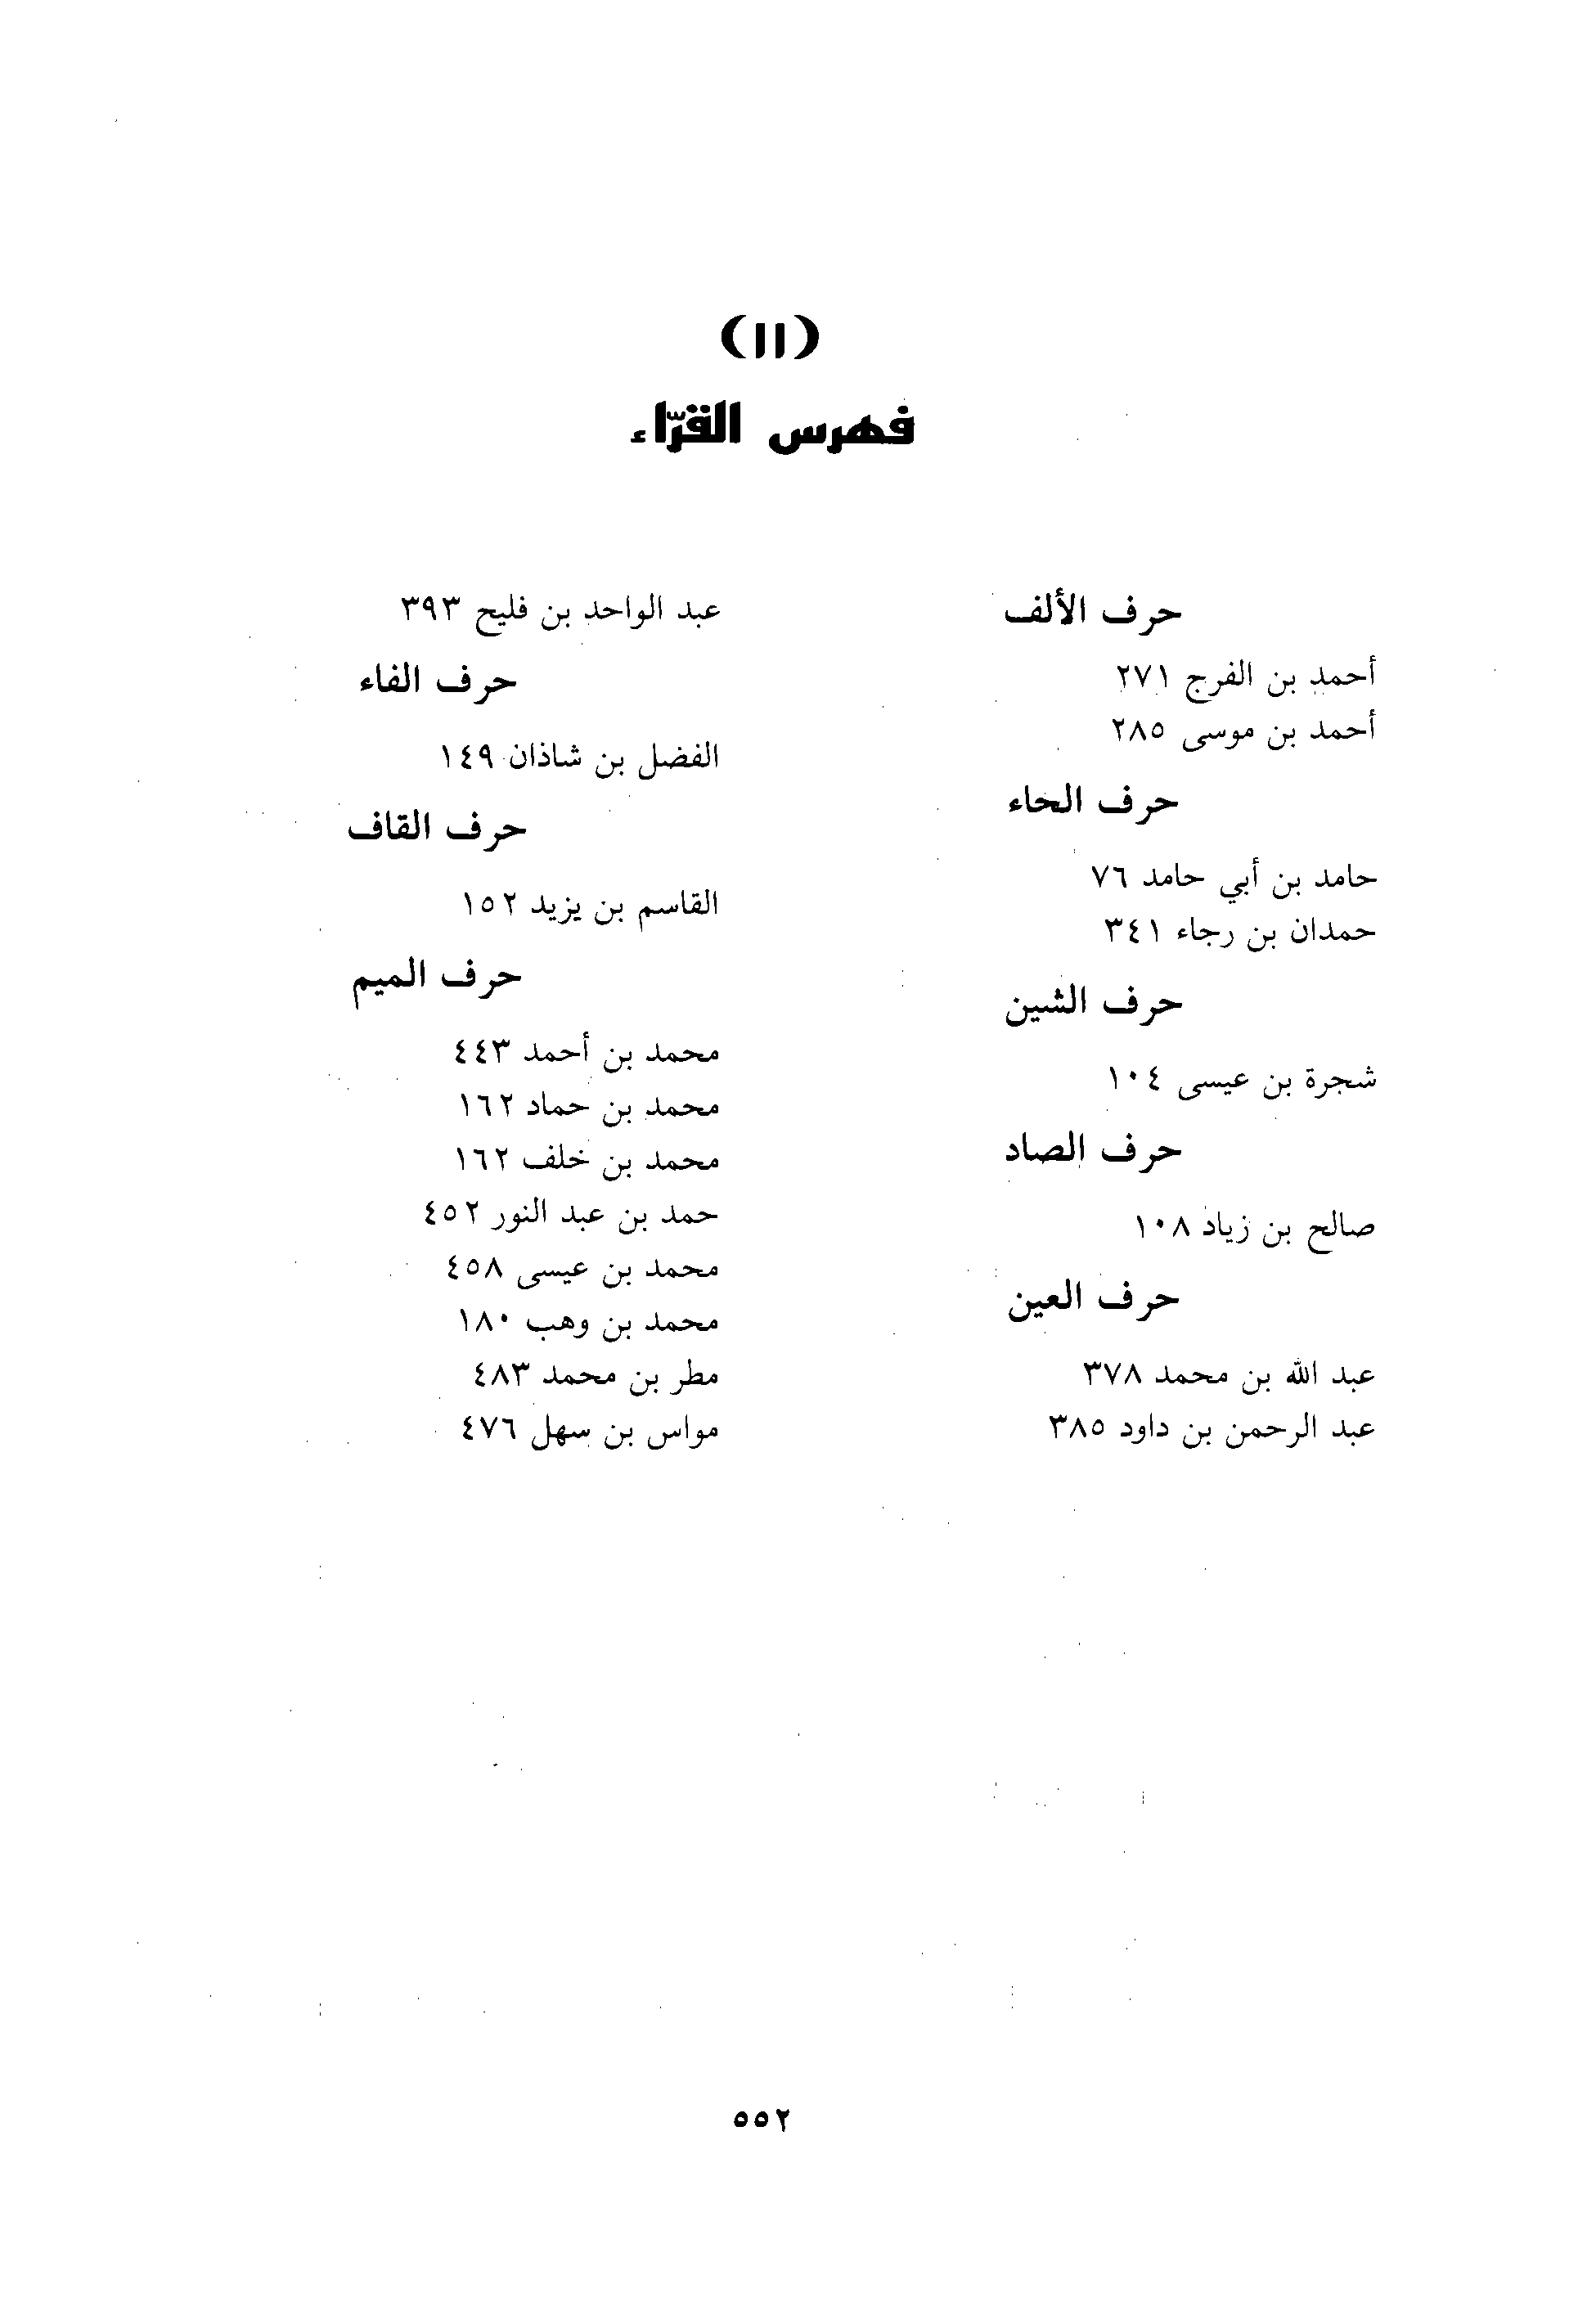 (١١)
فهرس القرّاء
حرف الألف
أحمد بن الفرج ٢٧١
أحمد بن موسى ٢٨٥
حرف الحاء
حامد بن أبي حامد ٧٦
حمدان بن رجاء ٣٤١
حرف الشين
شجرة بن عيسى ١٠٤
حرف الصاد
صالح بن زياد ١٠٨
حرف العين
عبد الله بن محمد ٣٧٨
عبد الرحمن بن داود ٣٨٥
عبد الواحد بن فليح ٣٩٣
حرف الفاء
الفضل بن شاذان ١٤٩
حرف القاف
القاسم بن يزيد ١٥٢
حرف الميم
محمد بن أحمد ٤٤٣
محمد بن حماد ١٦٢
محمد بن خلف ١٦٢
حمد بن عبد النور ٤٥٢
محمد بن عيسى ٤٥٨
محمد بن وهب ١٨٠
مطر بن محمد ٤٨٣
مواس بن سهل ٤٧٦
٥٥٢